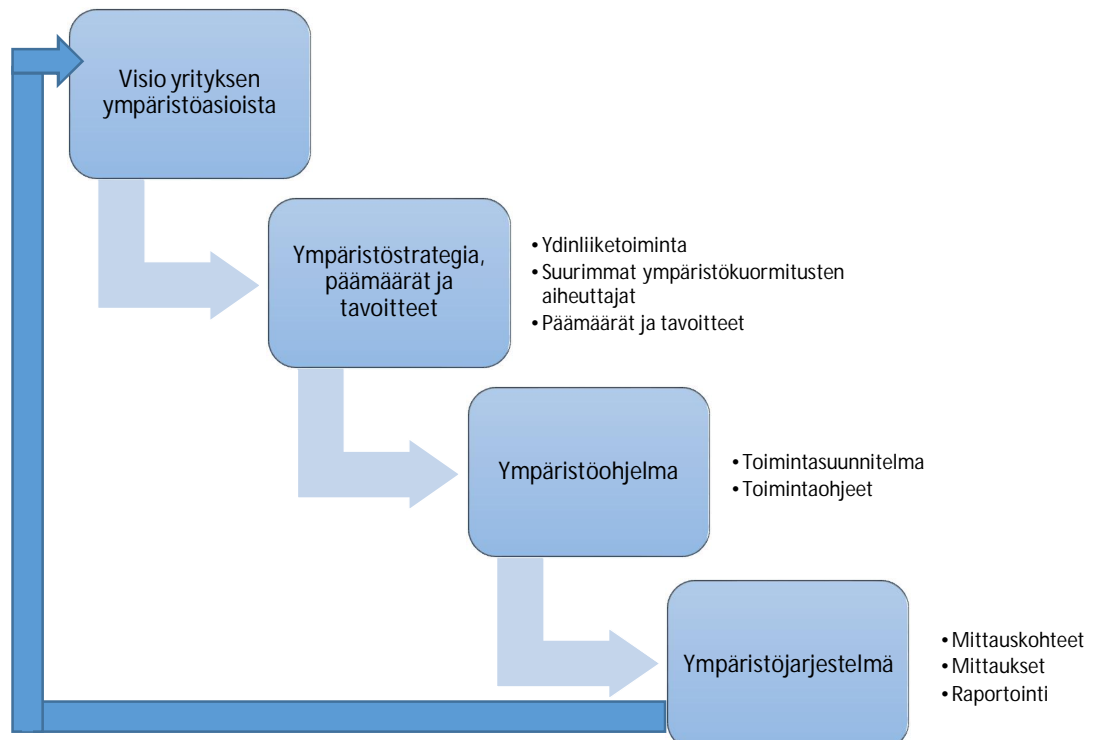 Visio yrityksen
ympäristöasioista
Ympäristöstrategia,
päämäärät ja
tavoitteet
• Ydinliiketoiminta
• Suurimmat ympäristökuormitusten
aiheuttajat
• Päämäärät ja tavoitteet
Ympäristöohjelma
• Toimintasuunnitelma
• Toimintaohjeet
Ympäristöjarjestelmä
• Mittauskohteet
• Mittaukset
• Raportointi